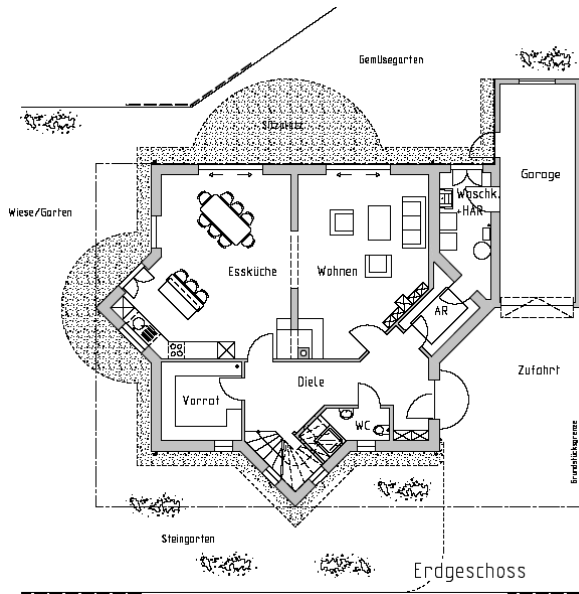 Gemüsegarten
Sitzplatz
Garage
Waschk.
+HAR
Wiese/Garten
Essküche
Wohnen
AR
Zufahrt
Diele
Vorrat
WC
Grundstücksgrenze
Steingarten
Erdgeschoss